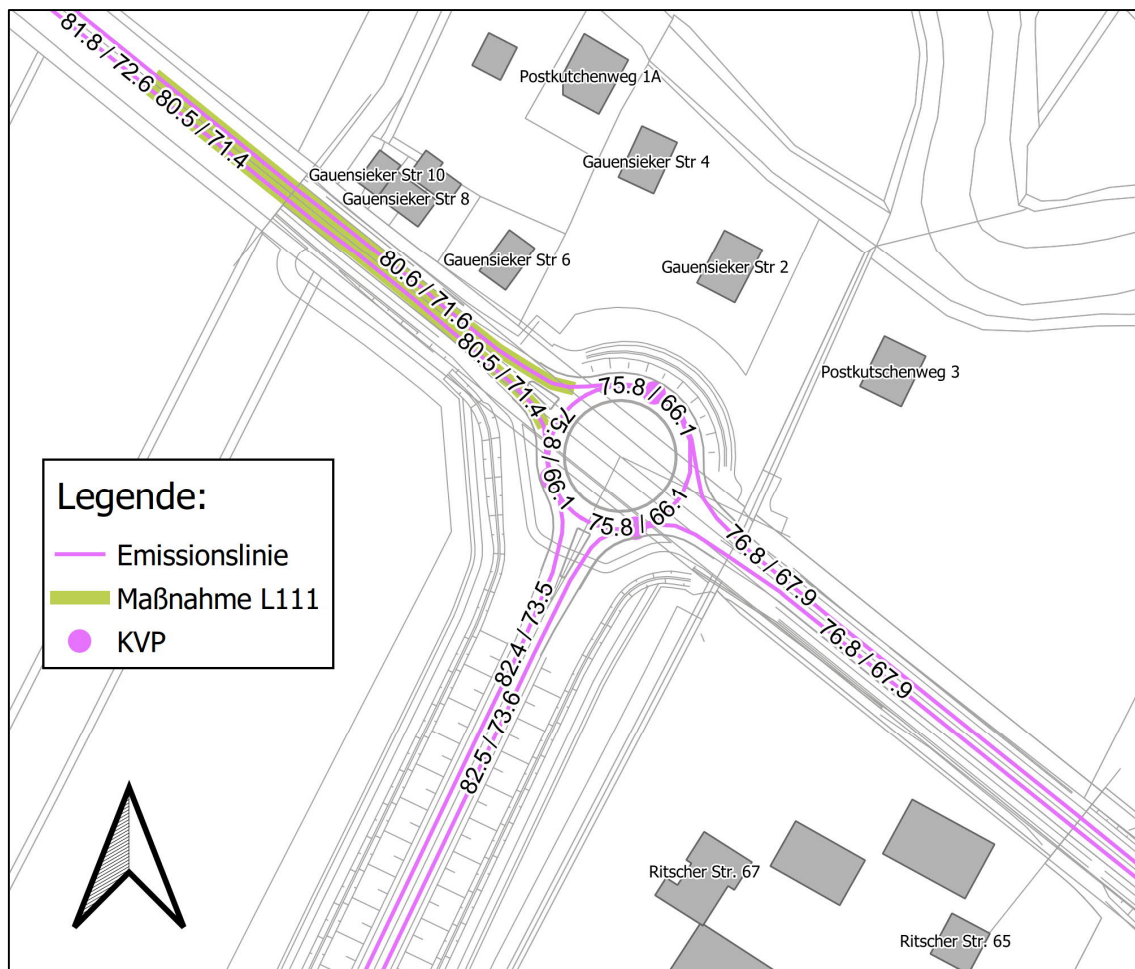 81.8 / 72.6
80.5 / 71.4
Postkutchenweg 1A
Gauensieker Str 4
Gauensieker Str 10
Gauensieker Str 8
Gauensieker Str 6
Gauensieker Str 2
80.6 / 71.6
80.5 / 71.4
Postkutschenweg 3
75.8 / 66.1
75.8 / 66.1
75.8 / 66.1
76.8 / 67.9
76.8 / 67.9
82.4 / 73.5
82.5 / 73.6
Legende:
Emissionslinie
Maßnahme L111
KVP
Ritscher Str. 67
Ritscher Str. 65